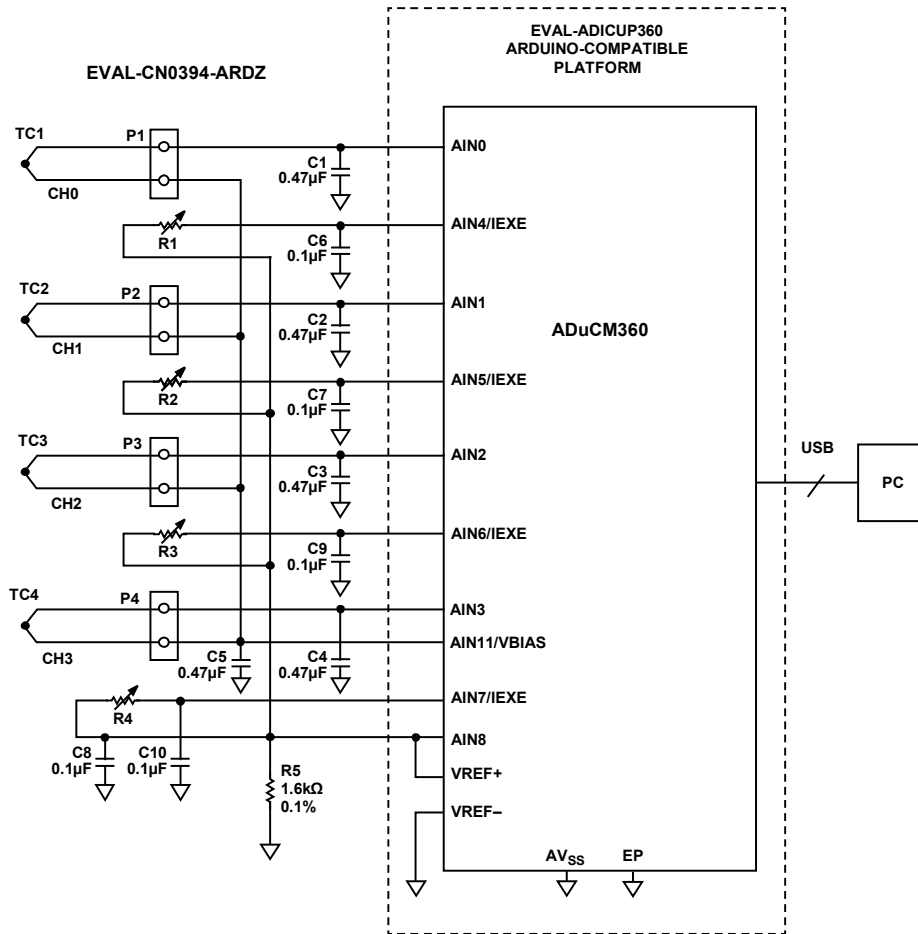 EVAL-ADICUP360
ARDUINO-COMPATIBLE
PLATFORM
EVAL-CN0394-ARDZ
TC1
P1
CH0
C1
0.47µF
AIN0
R1
C6
0.1µF
AIN4/IEXE
TC2
P2
CH1
C2
0.47µF
AIN1
ADuCM360
R2
C7
0.1µF
AIN5/IEXE
TC3
P3
CH2
C3
0.47µF
AIN2
USB
PC
R3
C9
0.1µF
AIN6/IEXE
TC4
P4
CH3
C5
0.47µF
C4
0.47µF
AIN3
AIN11/VBIAS
R4
AIN7/IEXE
C8
0.1µF
C10
0.1µF
AIN8
R5
1.6kΩ
0.1%
VREF+
VREF–
AVSS
EP